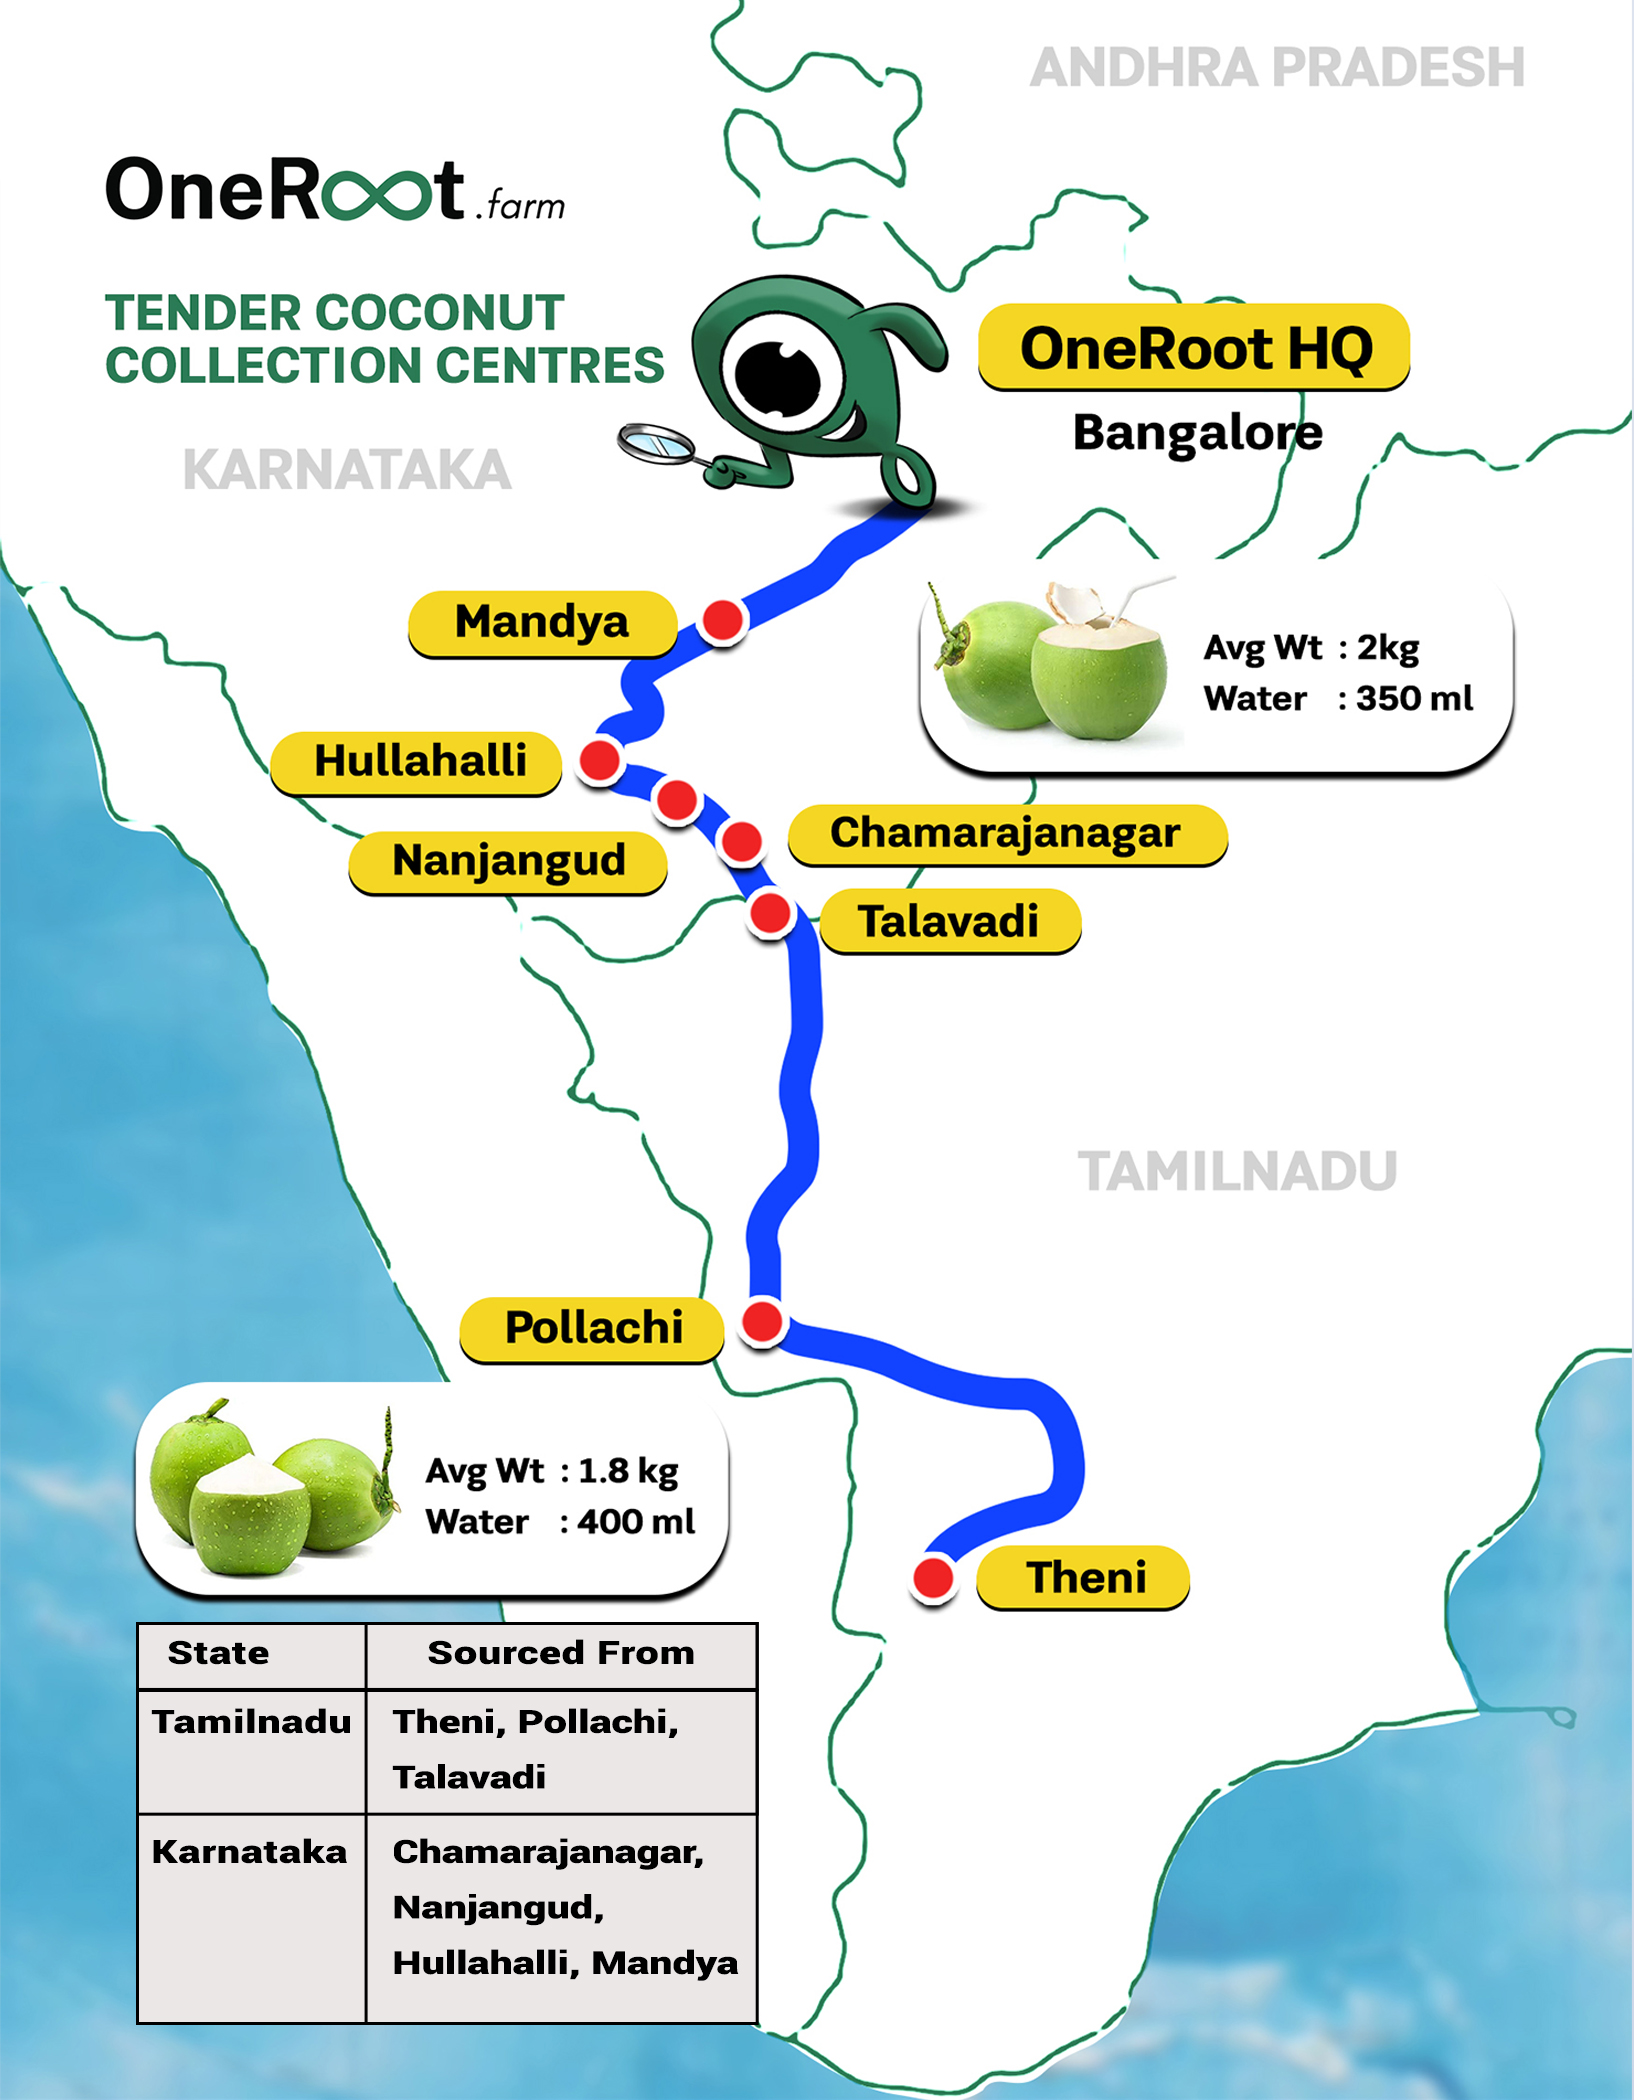 ANDHRA PRADESH
OneRoot.farm
TENDER COCONUT
COLLECTION CENTRES
OneRoot HQ
Bangalore
KARNATAKA
Mandya
Avg Wt : 2kg
Water : 350 ml
Hullahalli
Chamarajanagar
Nanjangud
Talavadi
TAMILNADU
Pollachi
Avg Wt : 1.8 kg
Water : 400 ml
Theni
State Sourced From
Tamilnadu Theni, Pollachi,
Talavadi
Karnataka Chamarajanagar,
Nanjangud,
Hullahalli, Mandya